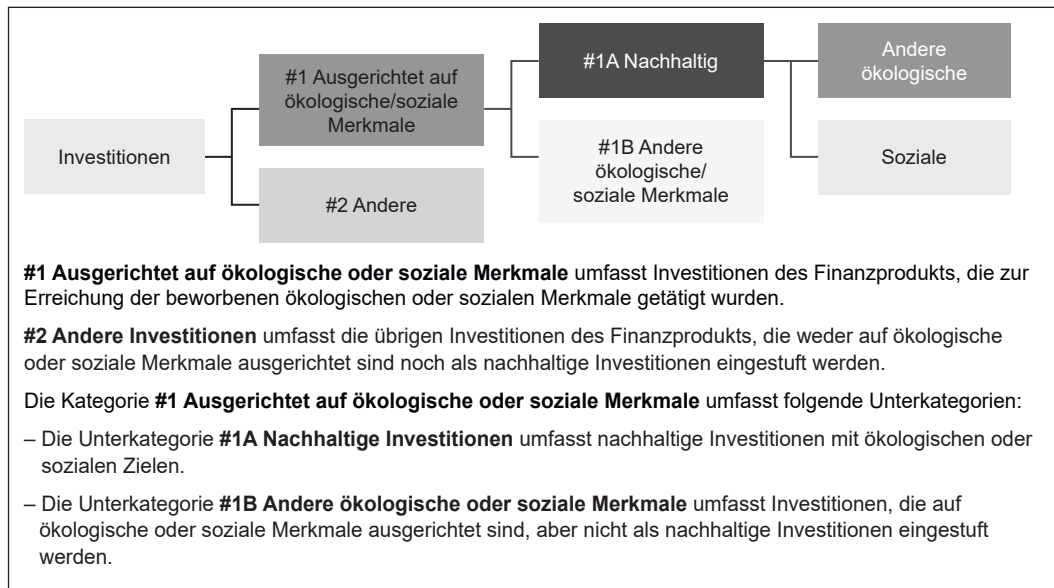 Investitionen
#1 Ausgerichtet auf
ökologische/soziale
Merkmale
#2 Andere
#1A Nachhaltig
#1B Andere
ökologische/
soziale Merkmale
Andere
ökologische
Soziale
#1 Ausgerichtet auf ökologische oder soziale Merkmale umfasst Investitionen des Finanzprodukts, die zur
Erreichung der beworbenen ökologischen oder sozialen Merkmale getätigt wurden.
#2 Andere Investitionen umfasst die übrigen Investitionen des Finanzprodukts, die weder auf ökologische
oder soziale Merkmale ausgerichtet sind noch als nachhaltige Investitionen eingestuft werden.
Die Kategorie #1 Ausgerichtet auf ökologische oder soziale Merkmale umfasst folgende Unterkategorien:
– Die Unterkategorie #1A Nachhaltige Investitionen umfasst nachhaltige Investitionen mit ökologischen oder
sozialen Zielen.
– Die Unterkategorie #1B Andere ökologische oder soziale Merkmale umfasst Investitionen, die auf
ökologische oder soziale Merkmale ausgerichtet sind, aber nicht als nachhaltige Investitionen eingestuft
werden.